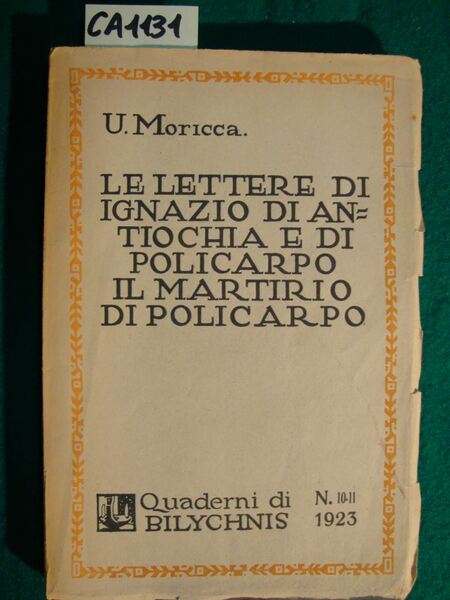 CA1131
U. MORICCA.
LE LETTERE DI
IGNAZIO DI AN=
TIOCHIA E DI
POLICARPO
IL MARTIRIO
DI POLICARPO
Quaderni di
BILYCHNIS
N. 10-11
1923